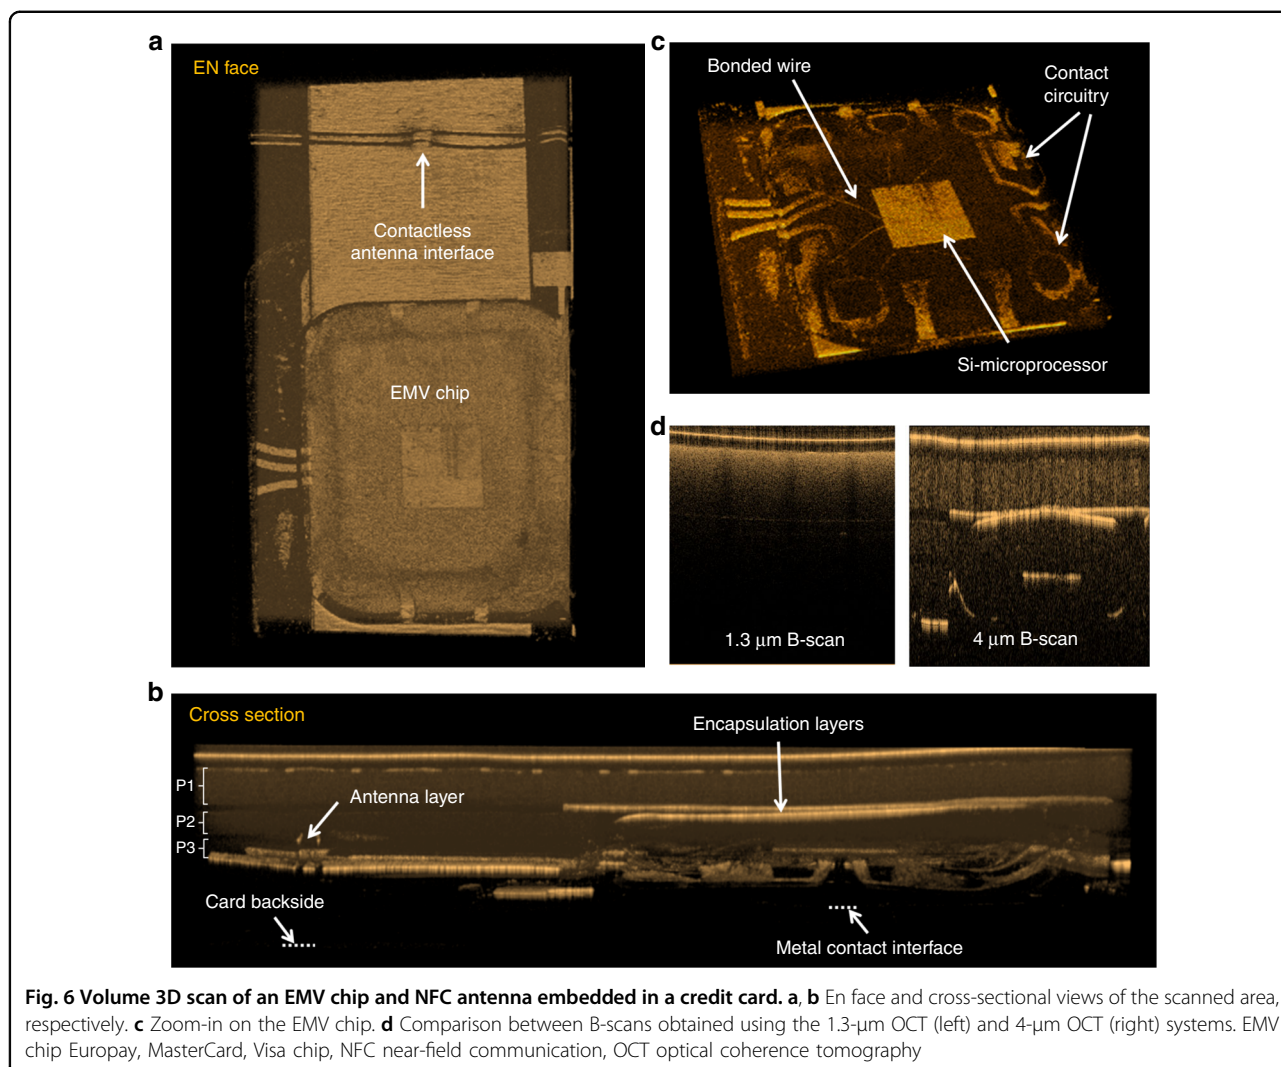 a
EN face
Contactless
antenna interface
EMV chip
c
Bonded wire
Contact
circuitry
Si-microprocessor
d
1.3 μm B-scan
4 μm B-scan
b
Cross section
Encapsulation layers
P1
Antenna layer
P2
P3
Card backside
Metal contact interface
Fig. 6 Volume 3D scan of an EMV chip and NFC antenna embedded in a credit card. a, b En face and cross-sectional views of the scanned area,
respectively. c Zoom-in on the EMV chip. d Comparison between B-scans obtained using the 1.3-μm OCT (left) and 4-μm OCT (right) systems. EMV
chip Europay, MasterCard, Visa chip, NFC near-field communication, OCT optical coherence tomography